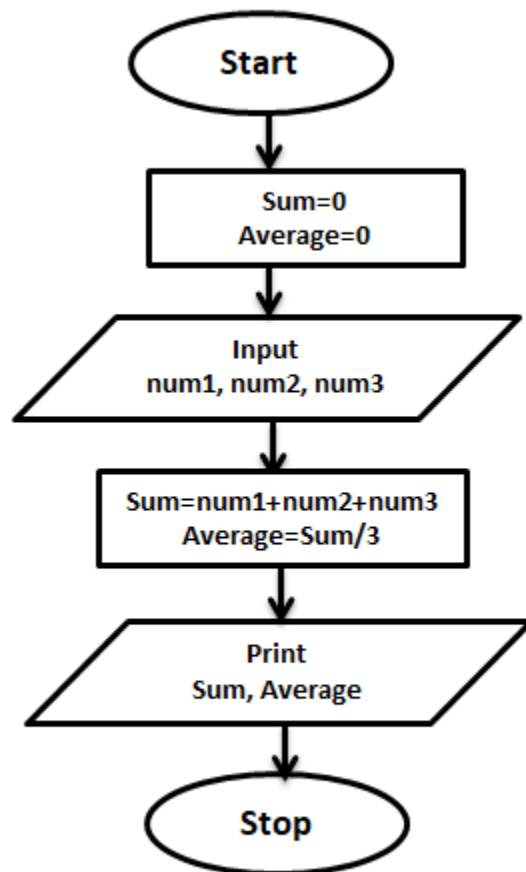 Start
Sum=0
Average=0
Input
num1, num2, num3
Sum=num1+num2+num3
Average=Sum/3
Print
Sum, Average
Stop